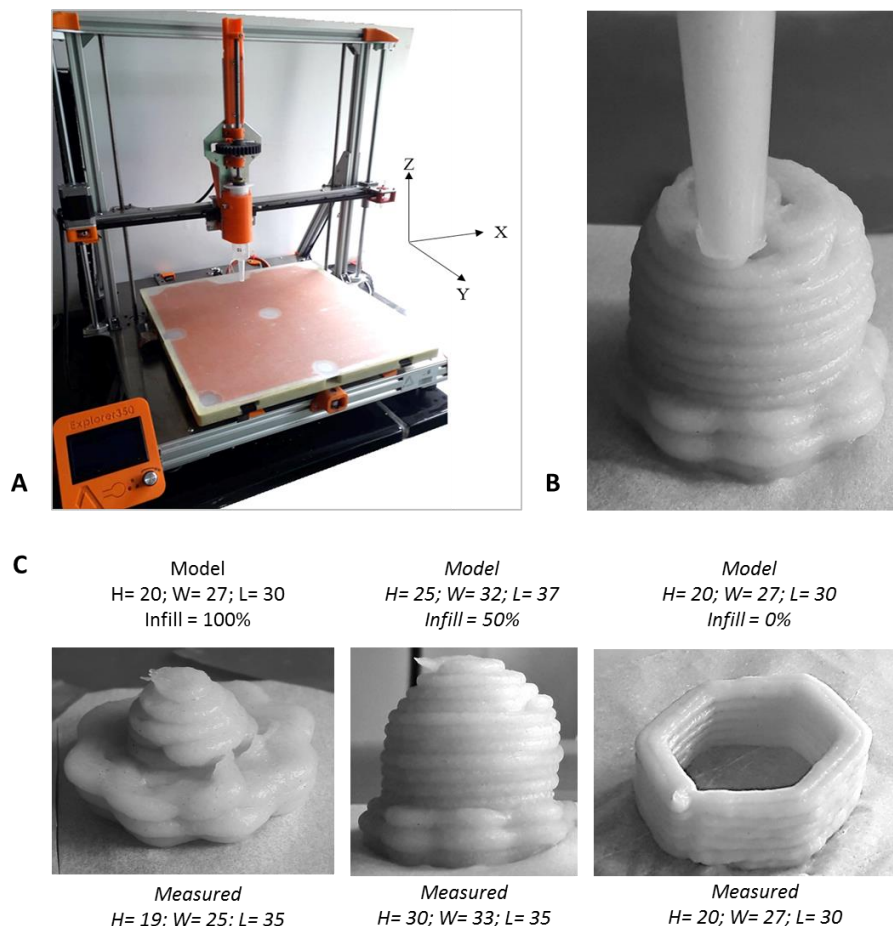 A
Z
X
Y
Explorer350
B
C
Model
H= 20; W= 27; L= 30
Infill = 100%
Model
H= 25; W= 32; L= 37
Infill = 50%
Model
H= 20; W= 27; L= 30
Infill = 0%
Measured
H= 19; W= 25; L= 35
Measured
H= 30; W= 33; L= 35
Measured
H= 20; W= 27; L= 30